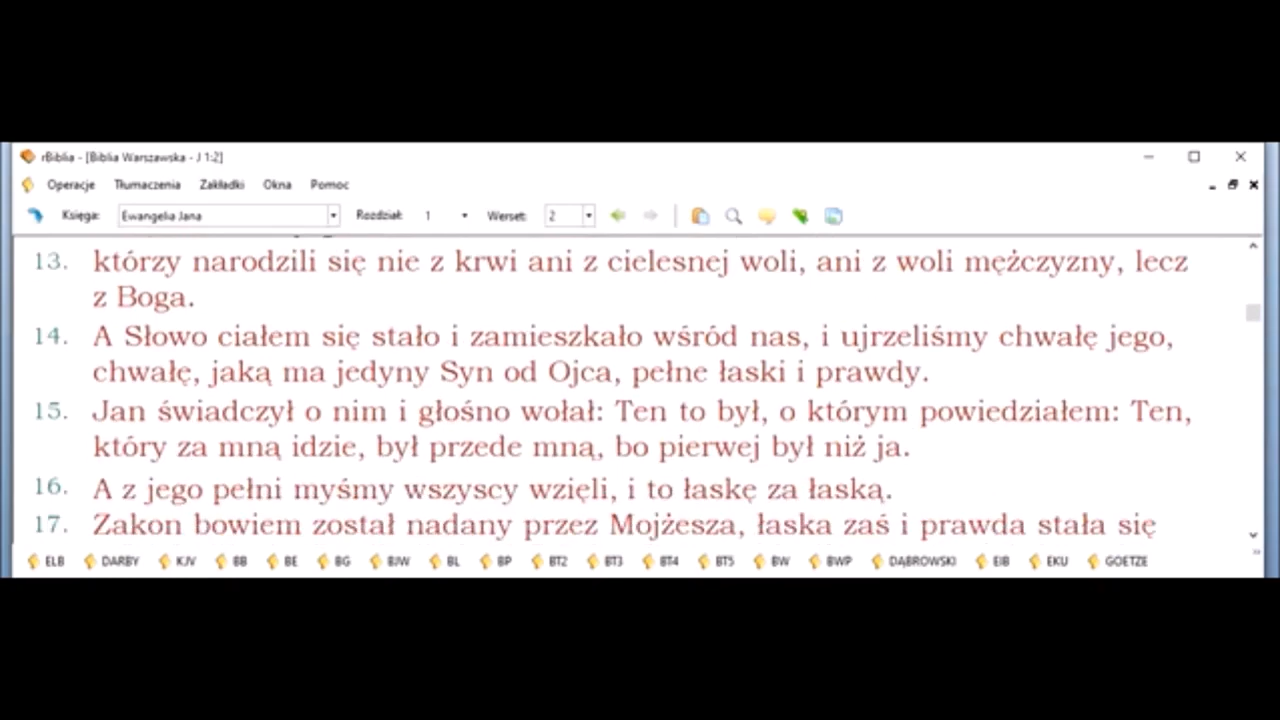 rBiblia - [Biblia Warszawska - J 1:2]
Operacje Tłumaczenia Zakładki Okna Pomoc
Księga: Ewangelia Jana Rozdział: 1 Werset: 2
13. którzy narodzili się nie z krwi ani z cielesnej woli, ani z woli mężczyzny, lecz
z Boga.
14. A Słowo ciałem się stało i zamieszkało wśród nas, i ujrzeliśmy chwałę jego,
chwałę, jaką ma jedyny Syn od Ojca, pełne łaski i prawdy.
15. Jan świadczył o nim i głośno wołał: Ten to był, o którym powiedziałem: Ten,
który za mną idzie, był przede mną, bo pierwej był niż ja.
16. A z jego pełni myśmy wszyscy wzięli, i to łaskę za łaską.
17. Zakon bowiem został nadany przez Mojżesza, łaska zaś i prawda stała się
ELB DARBY KJV BB BE BG BJW BL BP BT2 BT3 BT4 BT5 BW BWP DĄBROWSKI EIB EKU GOETZE